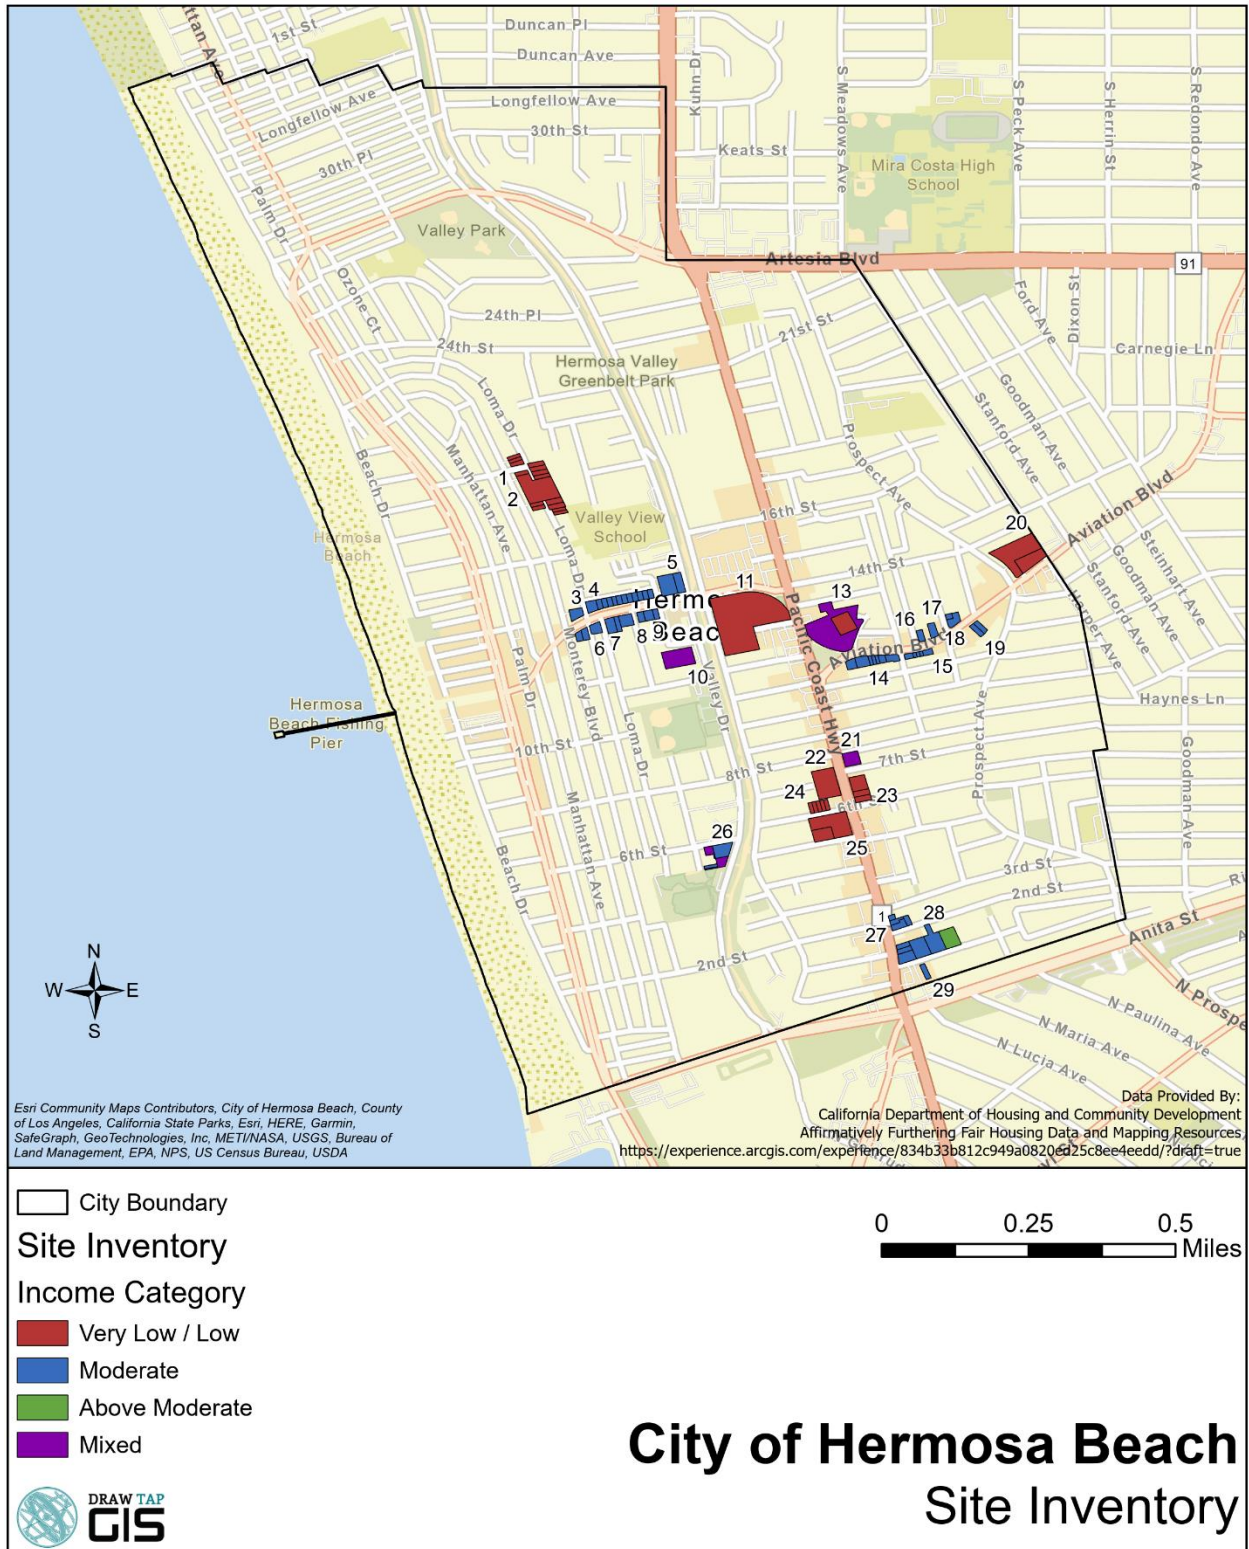 1st St
Manhattan Ave
Duncan Pl
Duncan Ave
Kuhn Dr
S Meadows Ave
S Peck Ave
S Herrin St
S Redondo Ave
Longfellow Ave
Longfellow Ave
30th St
30th Pl
Keats St
Mira Costa High
School
Palm Dr
Valley Park
Artesia Blvd
91
Ozone Ct
24th Pl
24th St
21st St
Ford Ave
Dixon St
Carnegie Ln
Hermosa Valley
Greenbelt Park
Loma Dr
Goodman Ave
Stanford Ave
Prospect Ave
Manhattan Ave
Beach Dr
1
2
16th St
Aviation Blvd
20
Valley View
School
Hermosa
Beach
Loma Dr
14th St
Steinhart Ave
Goodman Ave
Stanford Ave
Harper Ave
5
4
3
11
13
17
16
18
19
6
7
8
9
Hermo
Beac
Pacific Coast Hwy
Aviation Blvd
14
15
10
Valley Dr
Monterey Blvd
Palm Dr
Haynes Ln
Hermosa
Beach Fishing
Pier
Loma Dr
Prospect Ave
Goodman Ave
10th St
8th St
21
22
7th St
24
23
6th St
25
Manhattan Ave
Beach Dr
6th St
26
3rd St
2nd St
1
27
28
29
2nd St
Anita St
N Prospe
N Paulina Ave
N Maria Ave
N Lucia Ave
N
W E
S
Esri Community Maps Contributors, City of Hermosa Beach, County
of Los Angeles, California State Parks, Esri, HERE, Garmin,
SafeGraph, GeoTechnologies, Inc, METI/NASA, USGS, Bureau of
Land Management, EPA, NPS, US Census Bureau, USDA
Data Provided By:
California Department of Housing and Community Development
Affirmatively Furthering Fair Housing Data and Mapping Resources
https://experience.arcgis.com/experience/834b33b812c949a0820ed25c8ee4eedd/?draft=true
City Boundary
Site Inventory
Income Category
Very Low / Low
Moderate
Above Moderate
Mixed
0 0.25 0.5
Miles
DRAW TAP
GIS
City of Hermosa Beach
Site Inventory